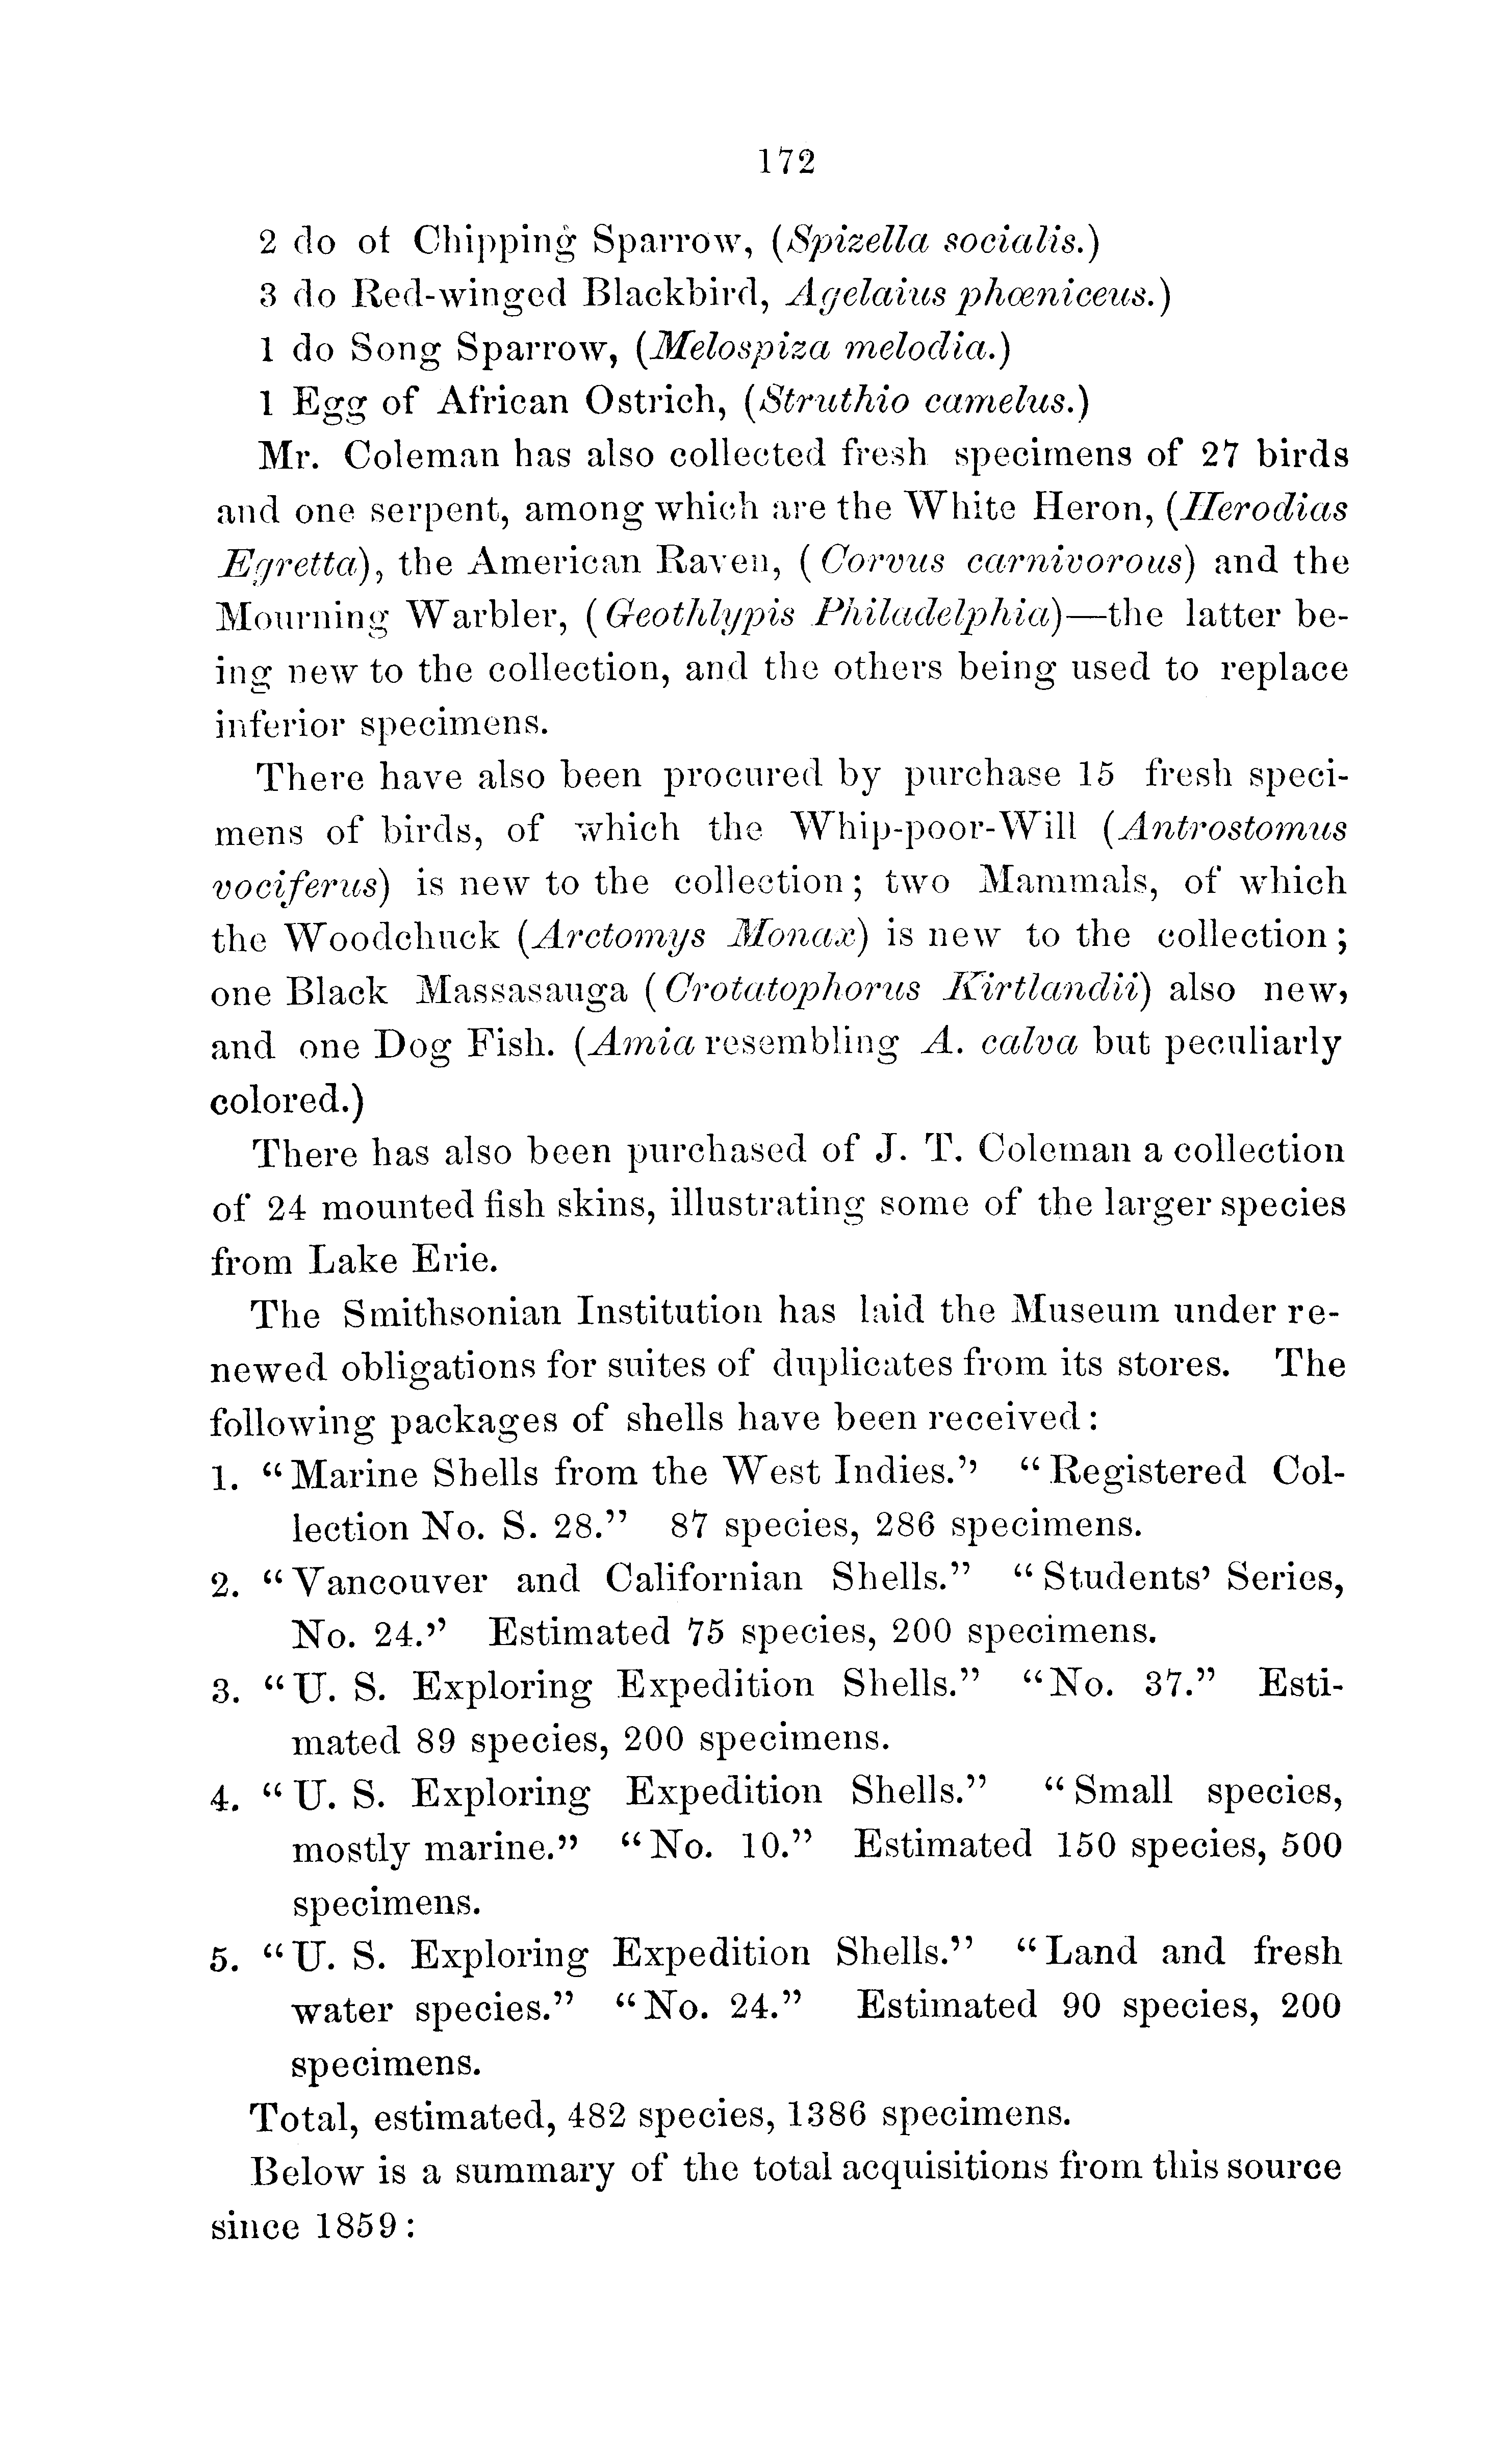 172
2 do of Chipping Sparrow, (Spizella socialis.)
3 do Red-winged Blackbird, Agelaius phœniceus.)
1 do Song Sparrow, (Melospiza melodia.)
1 Egg of African Ostrich, (Struthio camelus.)
Mr. Coleman has also collected fresh specimens of 27 birds
and one serpent, among which are the White Heron, (Herodias
Egretta), the American Raven, (Corvus carnivorous) and the
Mourning Warbler, (Geothlypis Philadelphia)—the latter be-
ing new to the collection, and the others being used to replace
inferior specimens.
There have also been procured by purchase 15 fresh speci-
mens of birds, of which the Whip-poor-Will (Antrostomus
vociferus) is new to the collection; two Mammals, of which
the Woodchuck (Arctomys Monax) is new to the collection;
one Black Massasauga (Crotatophorus Kirtlandii) also new,
and one Dog Fish. (Amia resembling A. calva but peculiarly
colored.)
There has also been purchased of J. T. Coleman a collection
of 24 mounted fish skins, illustrating some of the larger species
from Lake Erie.
The Smithsonian Institution has laid the Museum under re-
newed obligations for suites of duplicates from its stores. The
following packages of shells have been received:
1. “Marine Shells from the West Indies.” “Registered Col-
lection No. S. 28.” 87 species, 286 specimens.
2. “Vancouver and Californian Shells.” “Students’ Series,
No. 24.” Estimated 75 species, 200 specimens.
3. “U. S. Exploring Expedition Shells.” “No. 37.” Esti-
mated 89 species, 200 specimens.
4. “U. S. Exploring Expedition Shells.” “Small species,
mostly marine.” “No. 10.” Estimated 150 species, 500
specimens.
5. “U. S. Exploring Expedition Shells.” “Land and fresh
water species.” “No. 24.” Estimated 90 species, 200
specimens.
Total, estimated, 482 species, 1386 specimens.
Below is a summary of the total acquisitions from this source
since 1859: